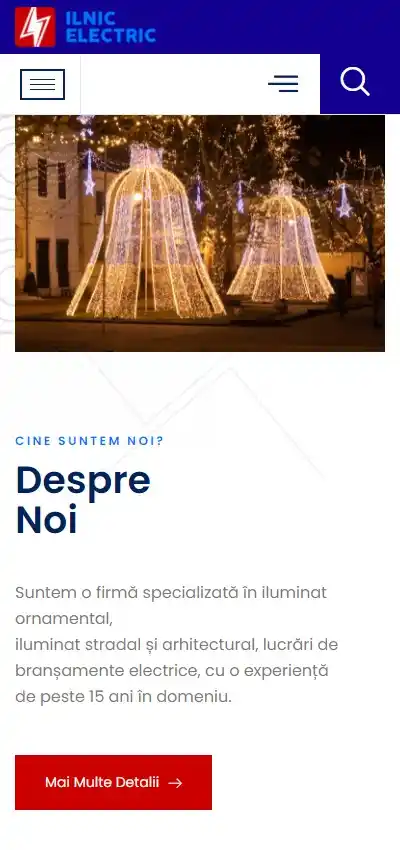 ILNIC
ELECTRIC
CINE SUNTEM NOI?
Despre
Noi
Suntem o firmă specializată în iluminat
ornamental,
iluminat stradal și arhitectural, lucrări de
branșamente electrice, cu o experiență
de peste 15 ani în domeniu.
Mai Multe Detalii